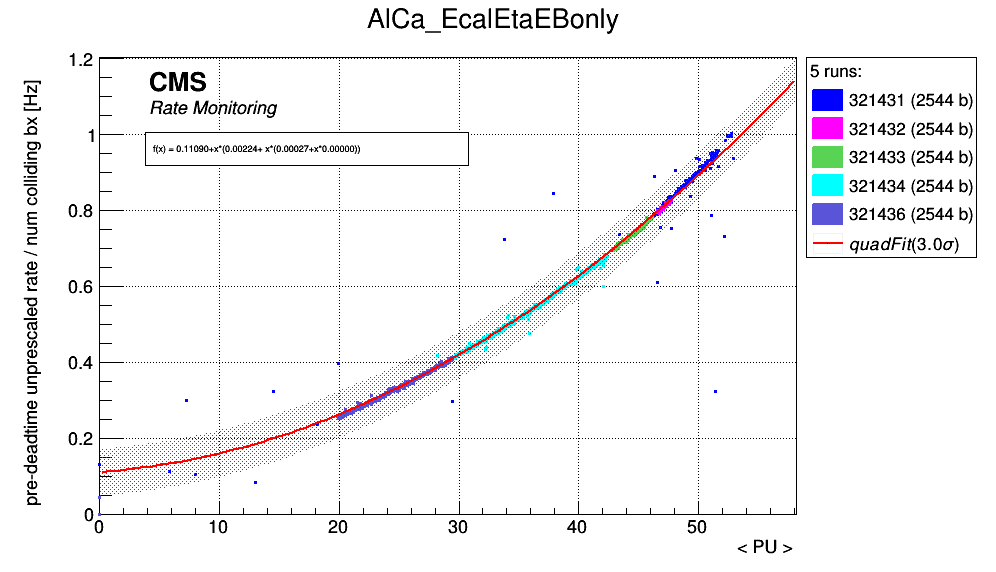 AlCa_EcalEtaEBonly
pre-deadtime unprescaled rate / num colliding bx [Hz]
1.2
1
0.8
0.6
0.4
0.2
0
CMS
Rate Monitoring
f(x) = 0.11090+x*(0.00224+ x*(0.00027+x*0.00000))
0 10 20 30 40 50
< PU >
5 runs:
321431 (2544 b)
321432 (2544 b)
321433 (2544 b)
321434 (2544 b)
321436 (2544 b)
quadFit(3.0σ)